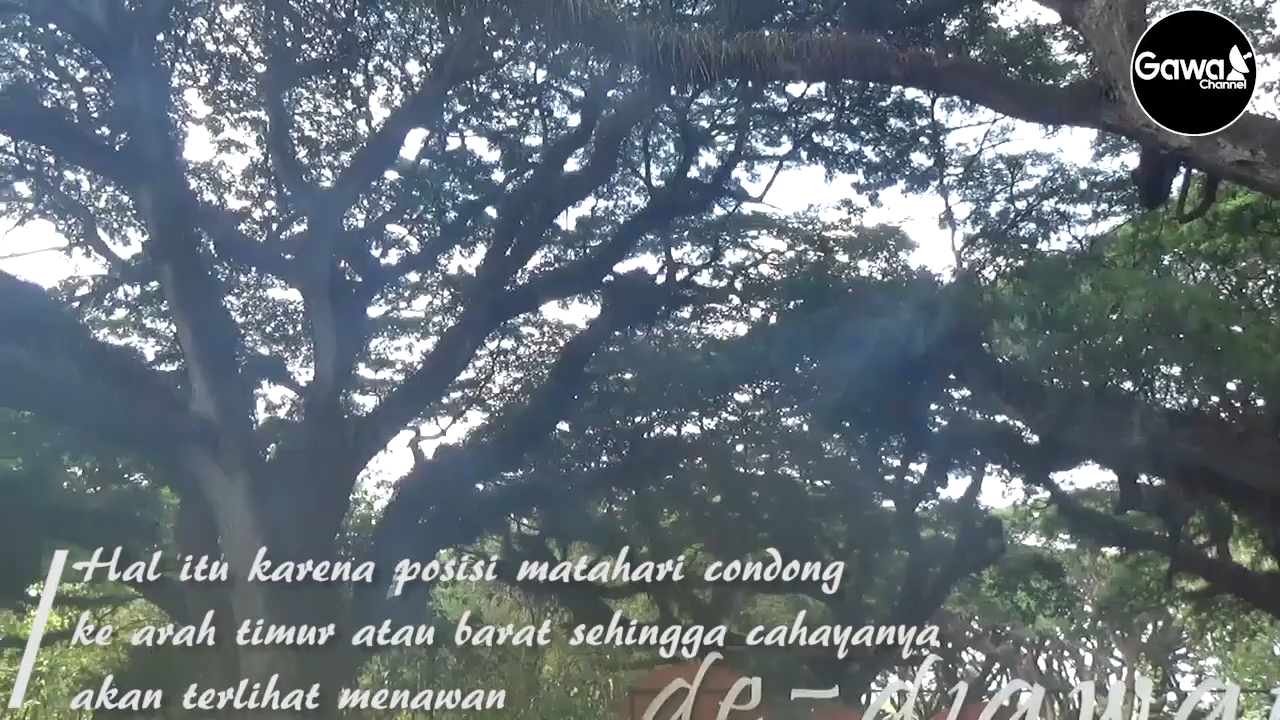 Gawa
Channel
Hal itu karena posisi matahari condong
ke arah timur atau barat sehingga cahayanya
akan terlihat menawan